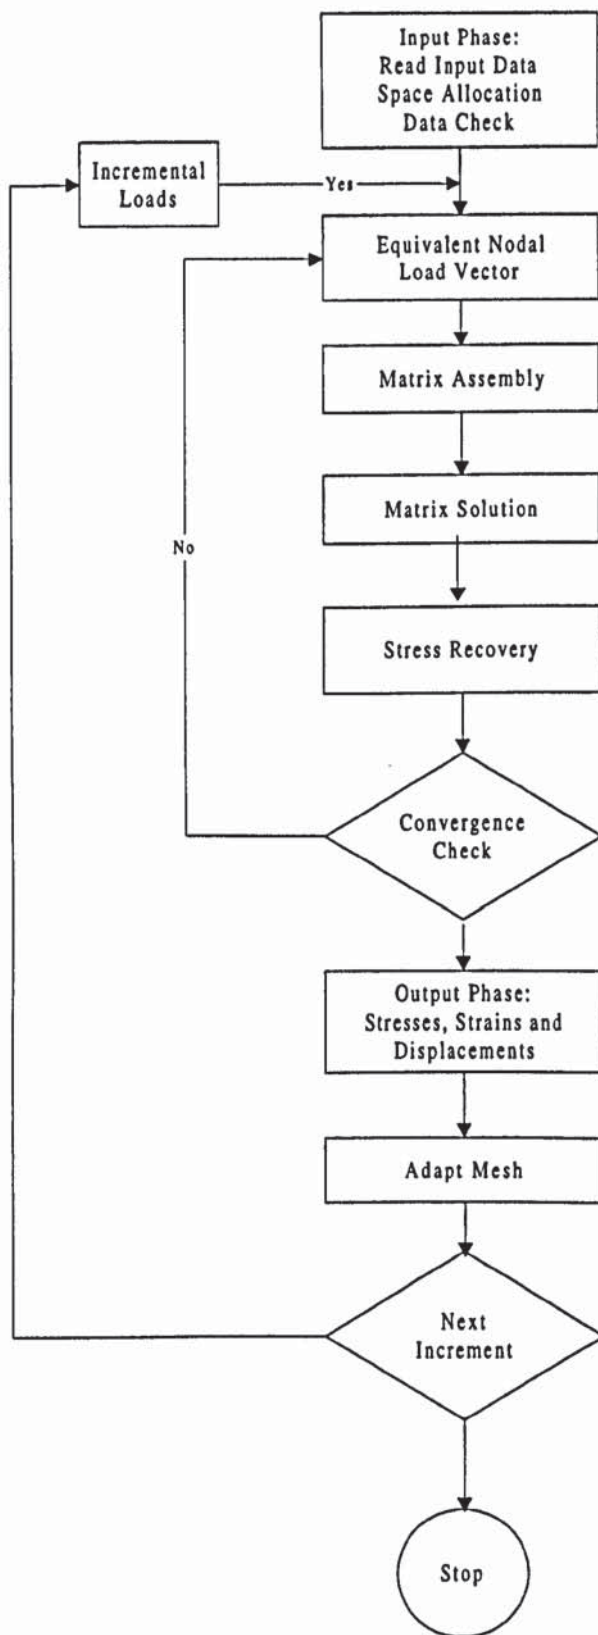 Input Phase:
Read Input Data
Space Allocation
Data Check
Incremental
Loads
Yes
Equivalent Nodal
Load Vector
Matrix Assembly
Matrix Solution
No
Stress Recovery
Convergence
Check
Output Phase:
Stresses, Strains and
Displacements
Adapt Mesh
Next
Increment
Stop